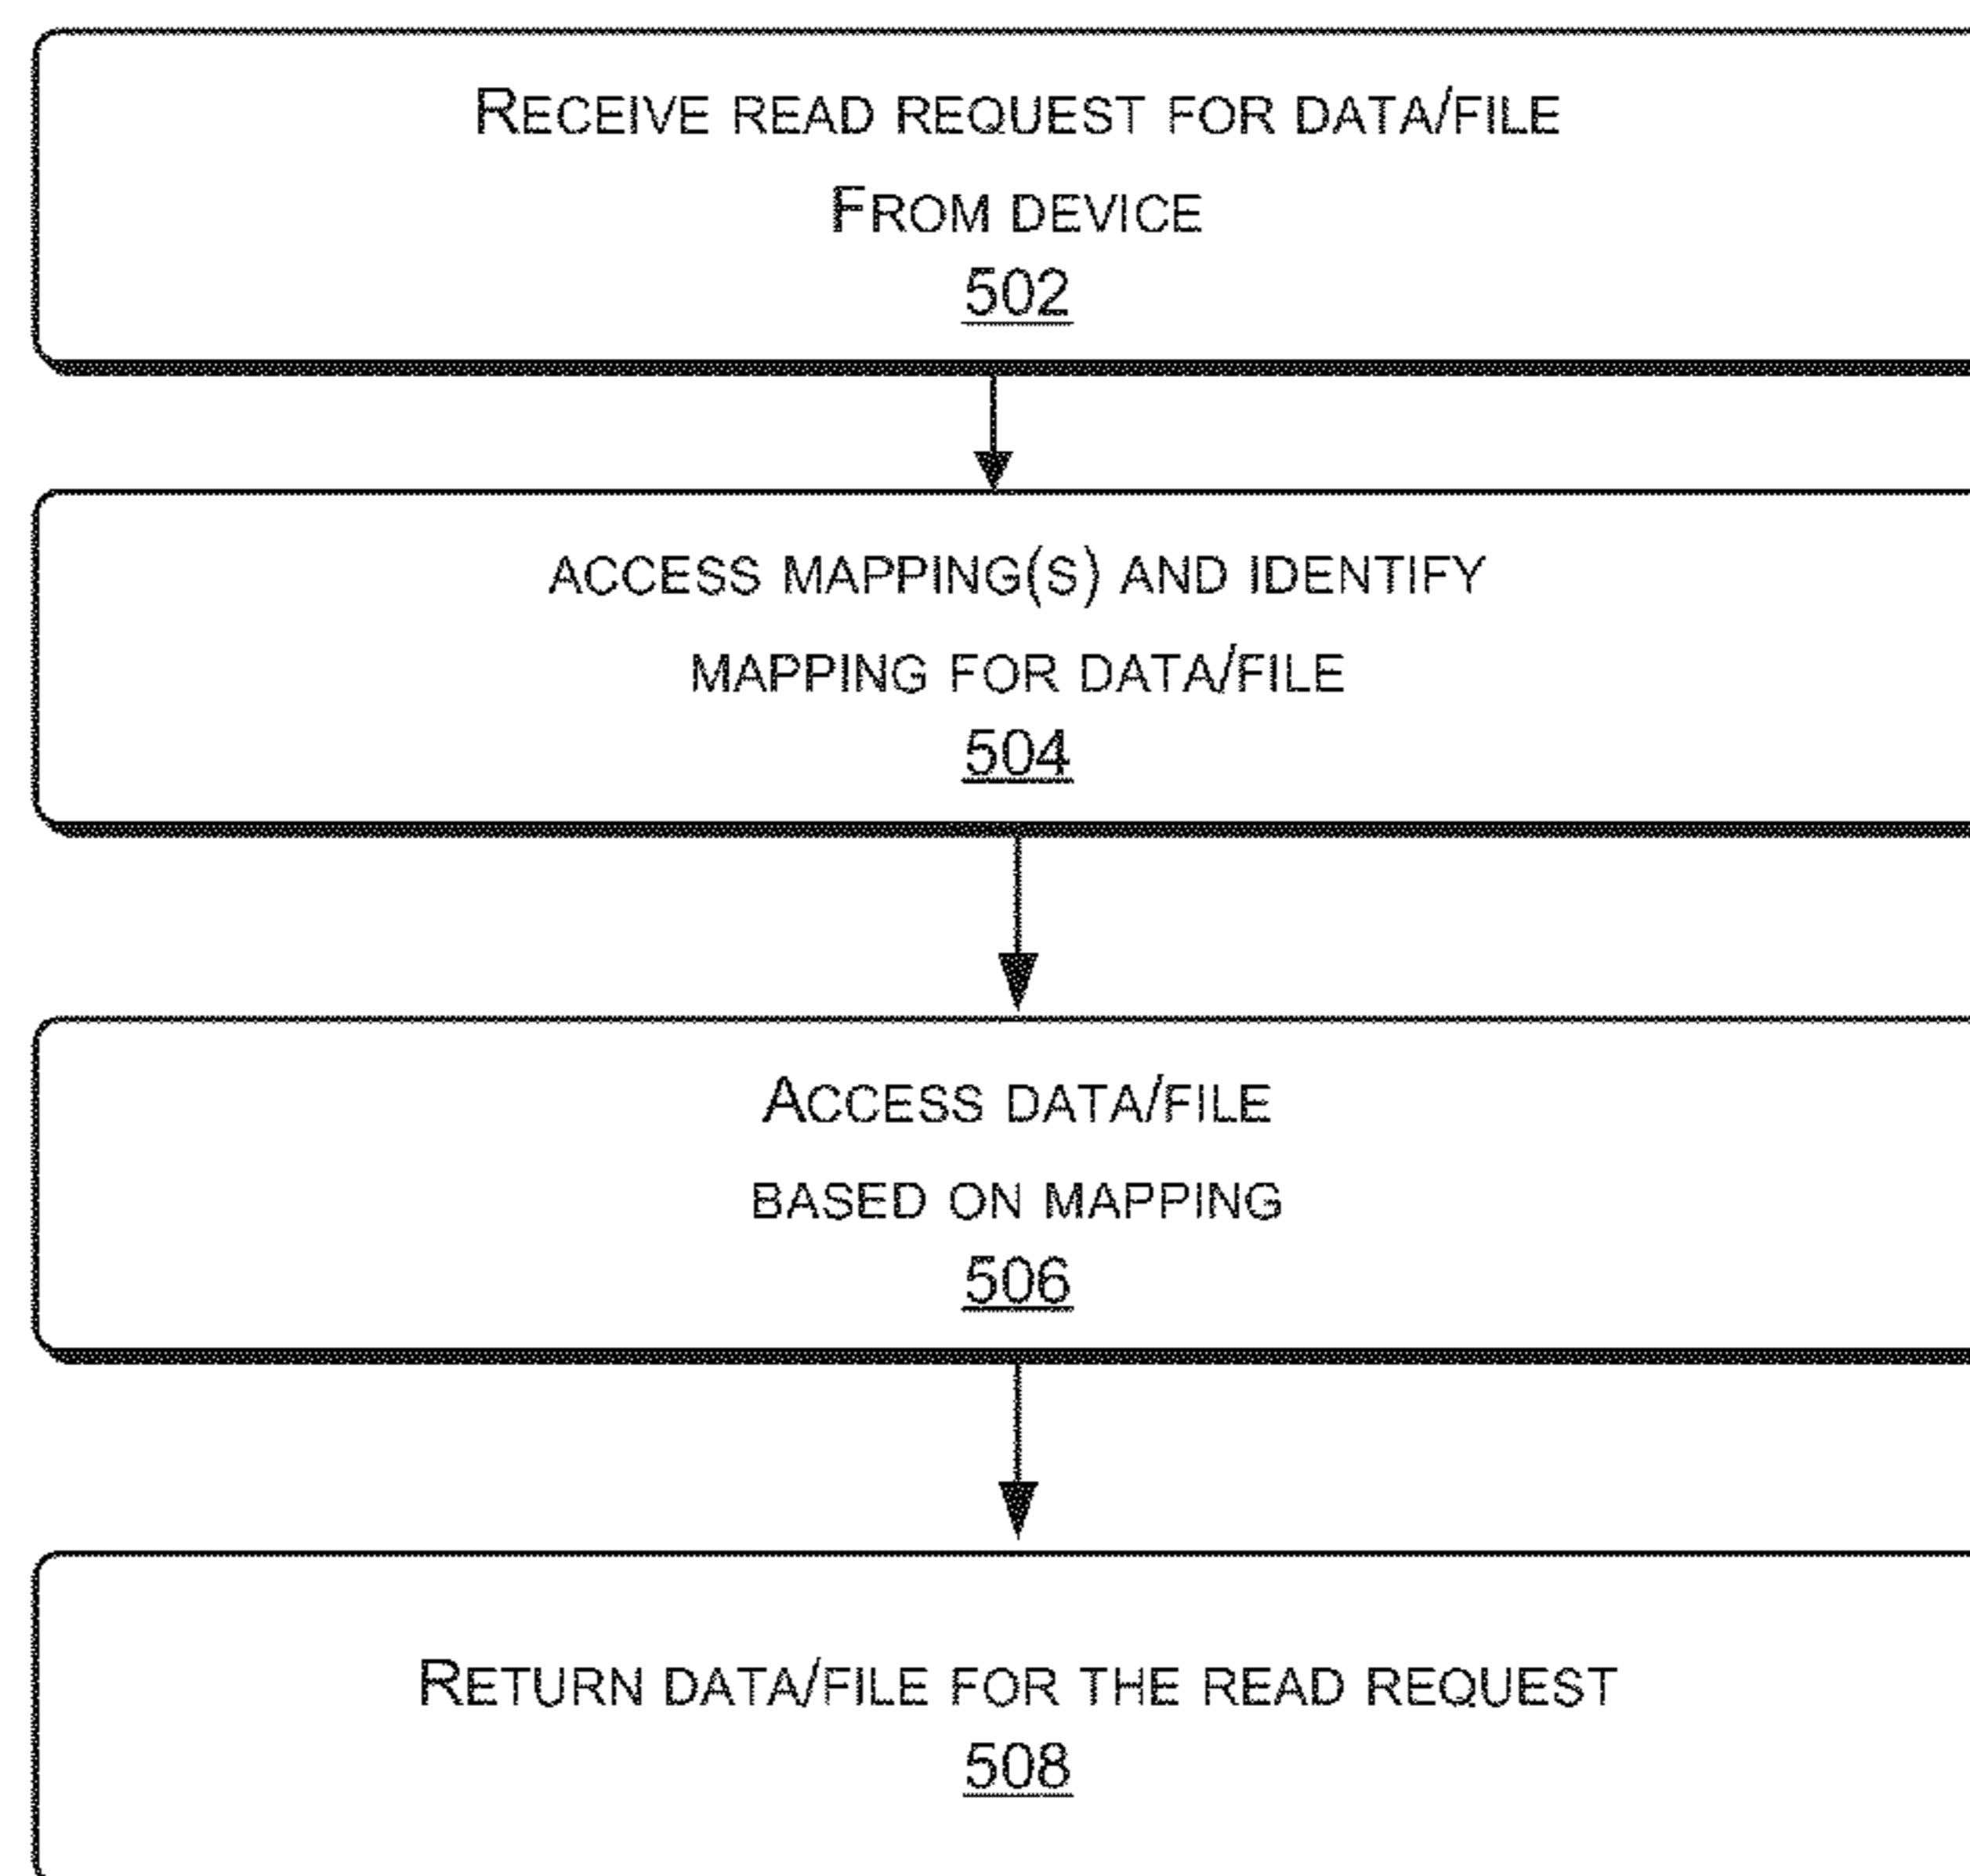 RECEIVE READ REQUEST FOR DATA/FILE
FROM DEVICE
502
ACCESS MAPPING(S) AND IDENTIFY
MAPPING FOR DATA/FILE
504
ACCESS DATA/FILE
BASED ON MAPPING
506
RETURN DATA/FILE FOR THE READ REQUEST
508